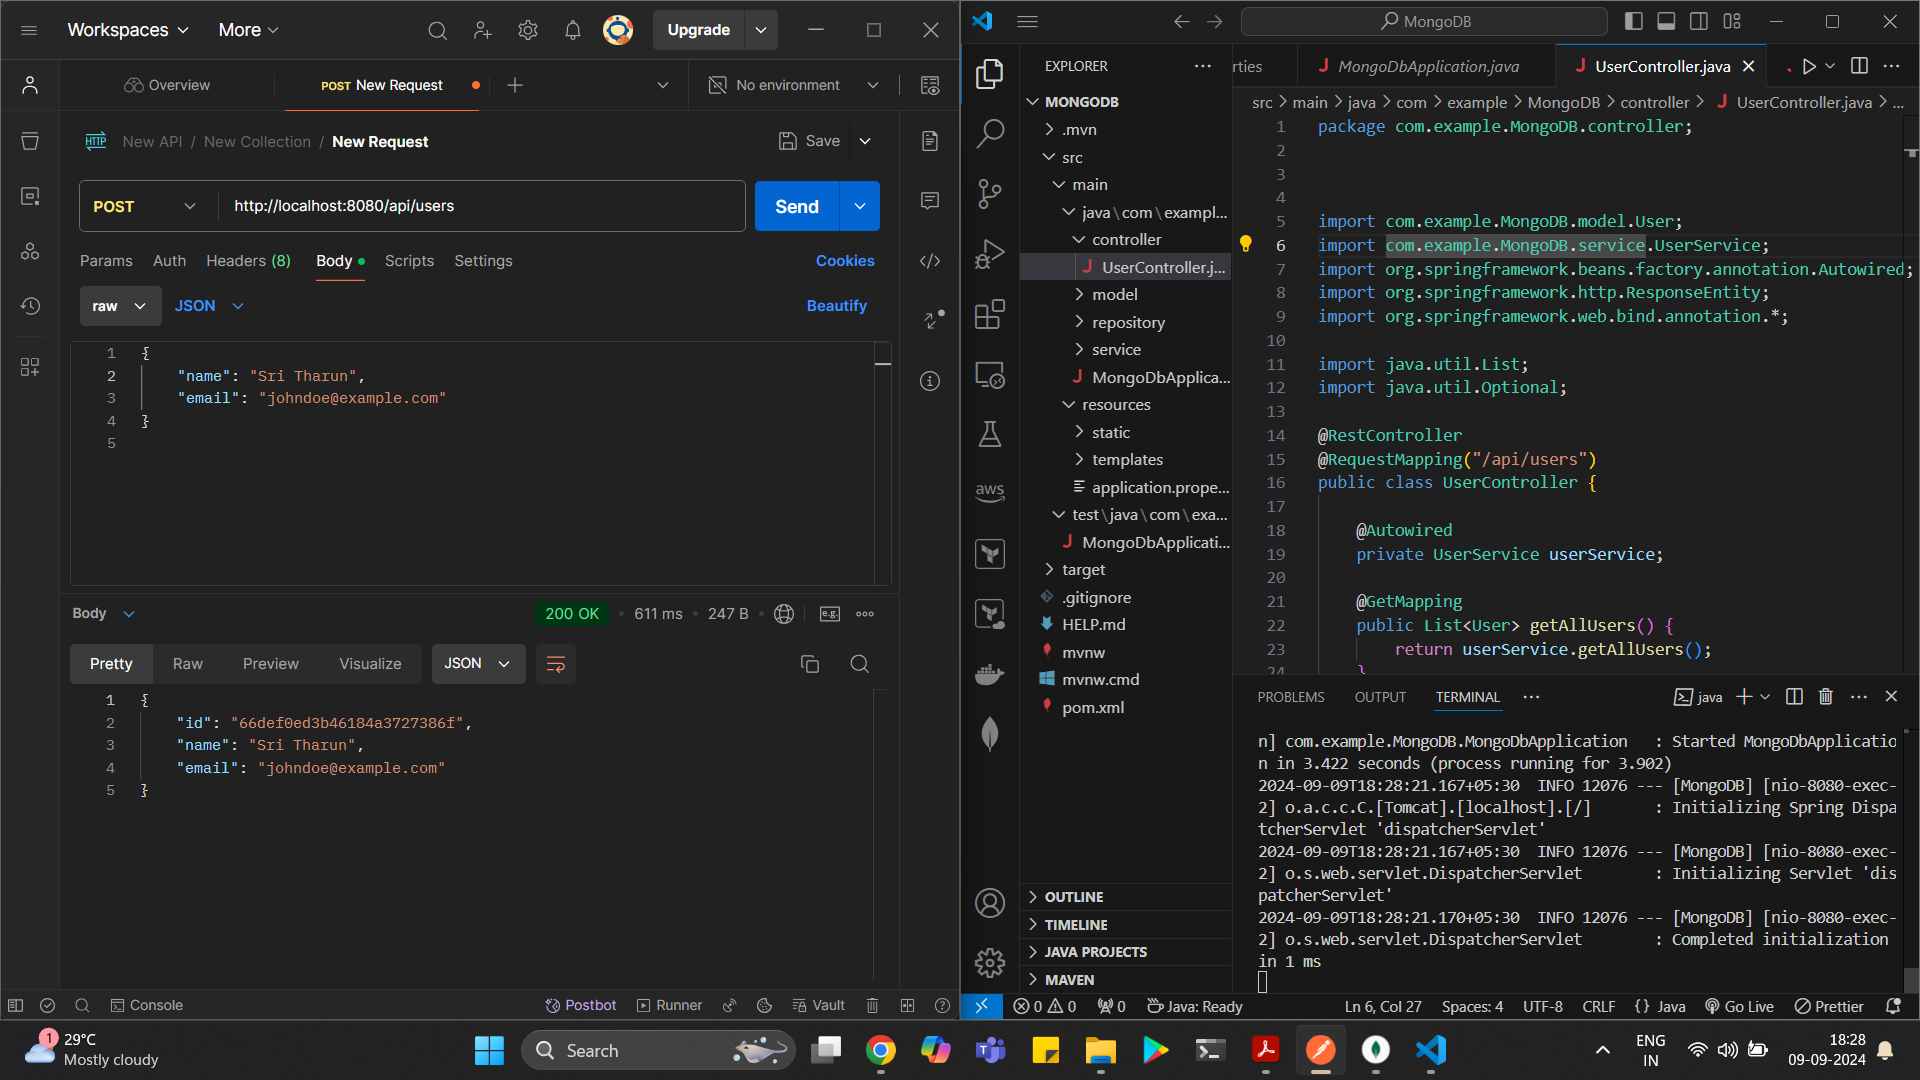 Workspaces
More
Upgrade
Overview
POST New Request
No environment
HTTP
New API / New Collection / New Request
Save
POST
http://localhost:8080/api/users
Send
Params
Auth
Headers (8)
Body
Scripts
Settings
Cookies
raw
JSON
Beautify
1 {
2 "name": "Sri Tharun",
3 "email": "johndoe@example.com"
4 }
5
Body
200 OK
611 ms
247 B
e.g.
Pretty
Raw
Preview
Visualize
JSON
1 {
2 "id": "66def0ed3b46184a3727386f",
3 "name": "Sri Tharun",
4 "email": "johndoe@example.com"
5 }
Console
Postbot
Runner
Vault
MongoDB
EXPLORER
MONGODB
.mvn
src
main
java\com\exampl...
controller
UserController.j...
model
repository
service
MongoDbApplica...
resources
static
templates
application.prope...
test\java\com\exa...
MongoDbApplicati...
target
.gitignore
HELP.md
mvnw
mvnw.cmd
pom.xml
OUTLINE
TIMELINE
JAVA PROJECTS
MAVEN
aws
rties
MongoDbApplication.java
UserController.java
src > main > java > com > example > MongoDB > controller > UserController.java > ...
1 package com.example.MongoDB.controller;
2
3
4
5 import com.example.MongoDB.model.User;
6 import com.example.MongoDB.service.UserService;
7 import org.springframework.beans.factory.annotation.Autowired;
8 import org.springframework.http.ResponseEntity;
9 import org.springframework.web.bind.annotation.*;
10
11 import java.util.List;
12 import java.util.Optional;
13
14 @RestController
15 @RequestMapping("/api/users")
16 public class UserController {
17
18 @Autowired
19 private UserService userService;
20
21 @GetMapping
22 public List<User> getAllUsers() {
23 return userService.getAllUsers();
24 }
PROBLEMS
OUTPUT
TERMINAL
java
n] com.example.MongoDB.MongoDbApplication : Started MongoDbApplicatio
n in 3.422 seconds (process running for 3.902)
2024-09-09T18:28:21.167+05:30 INFO 12076 --- [MongoDB] [nio-8080-exec-
2] o.a.c.c.C.[Tomcat].[localhost].[/] : Initializing Spring Dispa
tcherServlet 'dispatcherServlet'
2024-09-09T18:28:21.167+05:30 INFO 12076 --- [MongoDB] [nio-8080-exec-
2] o.s.web.servlet.DispatcherServlet : Initializing Servlet 'dis
patcherServlet'
2024-09-09T18:28:21.170+05:30 INFO 12076 --- [MongoDB] [nio-8080-exec-
2] o.s.web.servlet.DispatcherServlet : Completed initialization
in 1 ms
0 0
0
Java: Ready
Ln 6, Col 27
Spaces: 4
UTF-8
CRLF
{ } Java
Go Live
Prettier
1
29°C
Mostly cloudy
Search
ENG
IN
18:28
09-09-2024